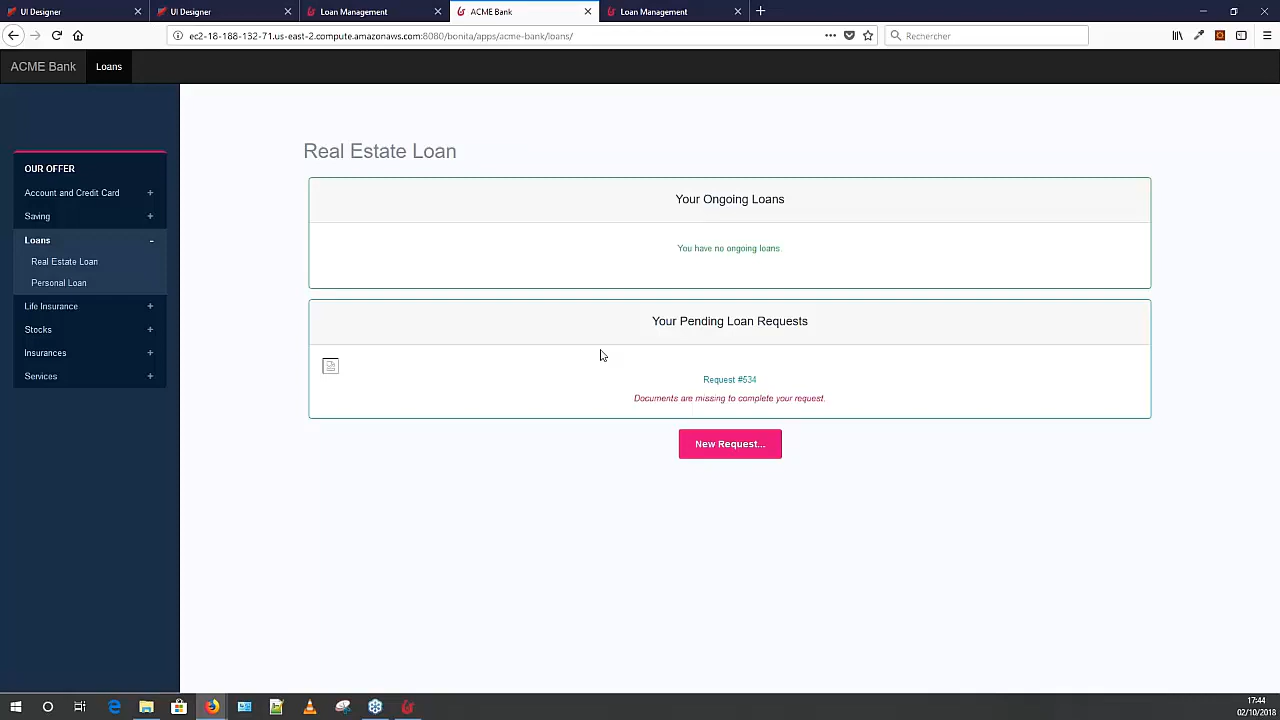 UI Designer
UI Designer
Loan Management
ACME Bank
Loan Management
ec2-18-188-132-71.us-east-2.compute.amazonaws.com:8080/bonita/apps/acme-bank/loans/
Rechercher
ACME Bank
Loans
OUR OFFER
Account and Credit Card +
Saving +
Loans -
Real Estate Loan
Personal Loan
Life Insurance +
Stocks +
Insurances +
Services +
Real Estate Loan
Your Ongoing Loans
You have no ongoing loans.
Your Pending Loan Requests
Request #534
Documents are missing to complete your request.
New Request...
17:44
02/10/2018